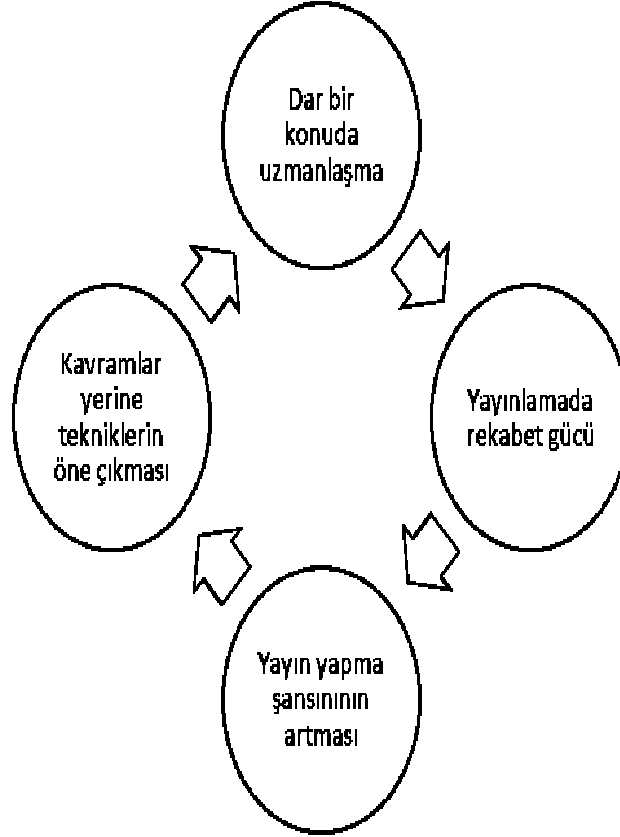 Dar bir
konuda
uzmanlaşma
Yayınlamada
rekabet gücü
Yayın yapma
şansınının
artması
Kavramlar
yerine
tekniklerin
öne çıkması